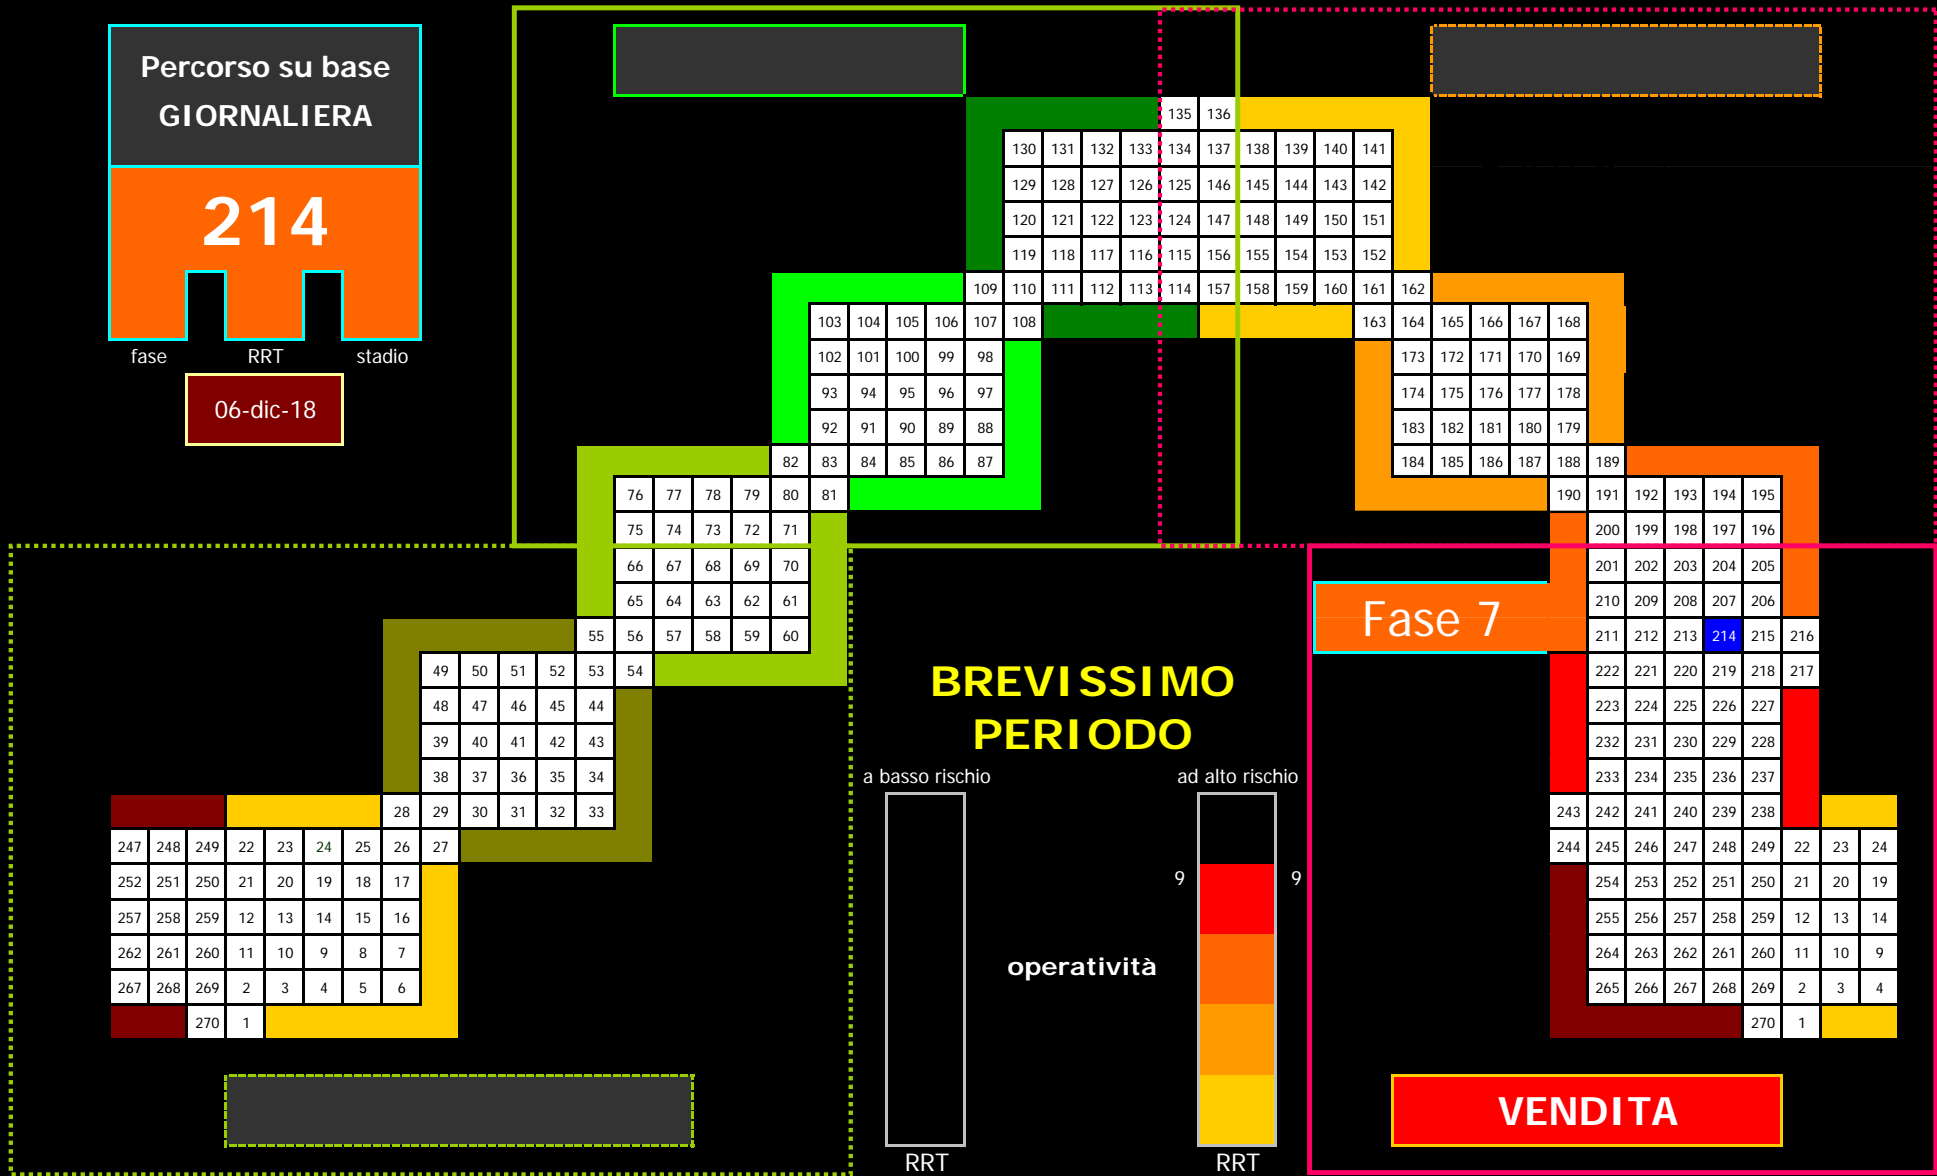 Percorso su base
GIORNALIERA
214
fase RRT stadio
06-dic-18
135 136
130 131 132 133 134 137 138 139 140 141
129 128 127 126 125 146 145 144 143 142
120 121 122 123 124 147 148 149 150 151
119 118 117 116 115 156 155 154 153 152
109 110 111 112 113 114 157 158 159 160 161 162
103 104 105 106 107 108 163 164 165 166 167 168
102 101 100 99 98 173 172 171 170 169
93 94 95 96 97 174 175 176 177 178
92 91 90 89 88 183 182 181 180 179
82 83 84 85 86 87 184 185 186 187 188 189
76 77 78 79 80 81 190 191 192 193 194 195
75 74 73 72 71 200 199 198 197 196
66 67 68 69 70 201 202 203 204 205
65 64 63 62 61 210 209 208 207 206
Fase 7
55 56 57 58 59 60 211 212 213 214 215 216
49 50 51 52 53 54 222 221 220 219 218 217
48 47 46 45 44 223 224 225 226 227
39 40 41 42 43 232 231 230 229 228
38 37 36 35 34 233 234 235 236 237
28 29 30 31 32 33 243 242 241 240 239 238
247 248 249 22 23 24 25 26 27 244 245 246 247 248 249 22 23 24
252 251 250 21 20 19 18 17 254 253 252 251 250 21 20 19
257 258 259 12 13 14 15 16 255 256 257 258 259 12 13 14
262 261 260 11 10 9 8 7 264 263 262 261 260 11 10 9
267 268 269 2 3 4 5 6 265 266 267 268 269 2 3 4
270 1 270 1
BREVISSIMO
PERIODO
a basso rischio ad alto rischio
9 9
operatività
RRT RRT
VENDITA